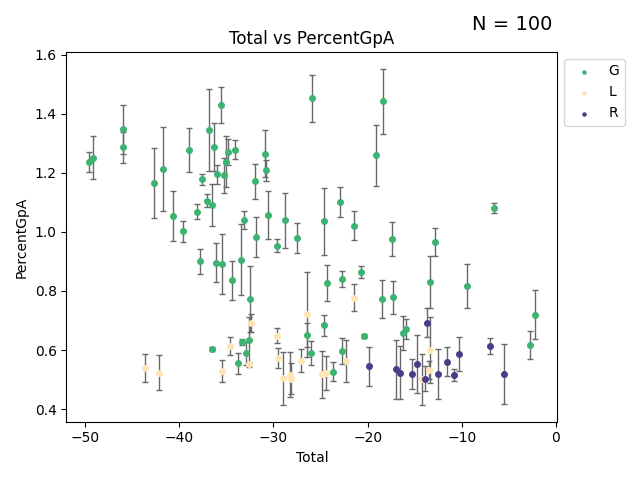 N = 100
Total vs PercentGpA
G
L
R
PercentGpA
1.6
1.4
1.2
1.0
0.8
0.6
0.4
−50 −40 −30 −20 −10 0
Total